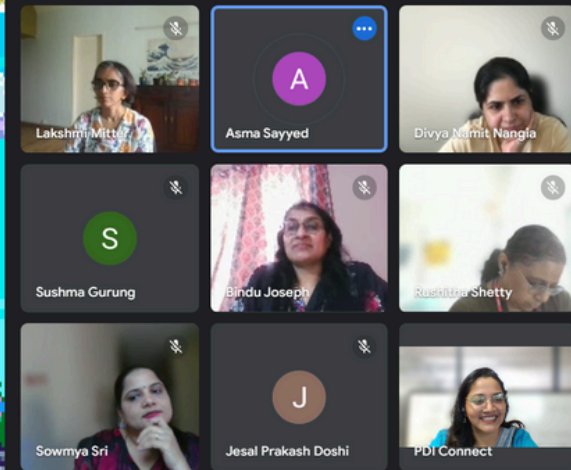 Lakshmi Mitter
A
Asma Sayyed
Divya Namit Nangia
S
Sushma Gurung
Bindu Joseph
Rushitha Shetty
Sowmya Sri
J
Jesal Prakash Doshi
PDI Connect